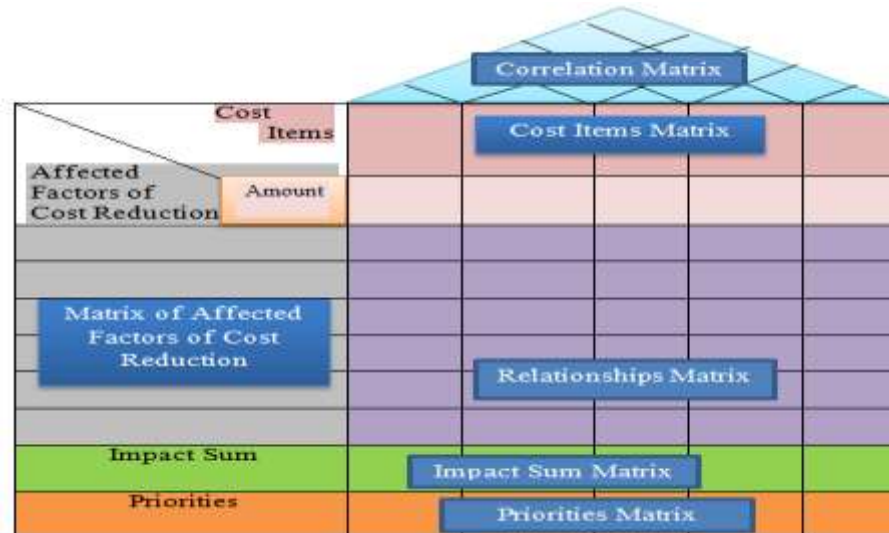 Correlation Matrix
Cost
Items
Cost Items Matrix
Affected
Factors of
Cost Reduction
Amount
Matrix of Affected
Factors of Cost
Reduction
Relationships Matrix
Impact Sum
Impact Sum Matrix
Priorities
Priorities Matrix